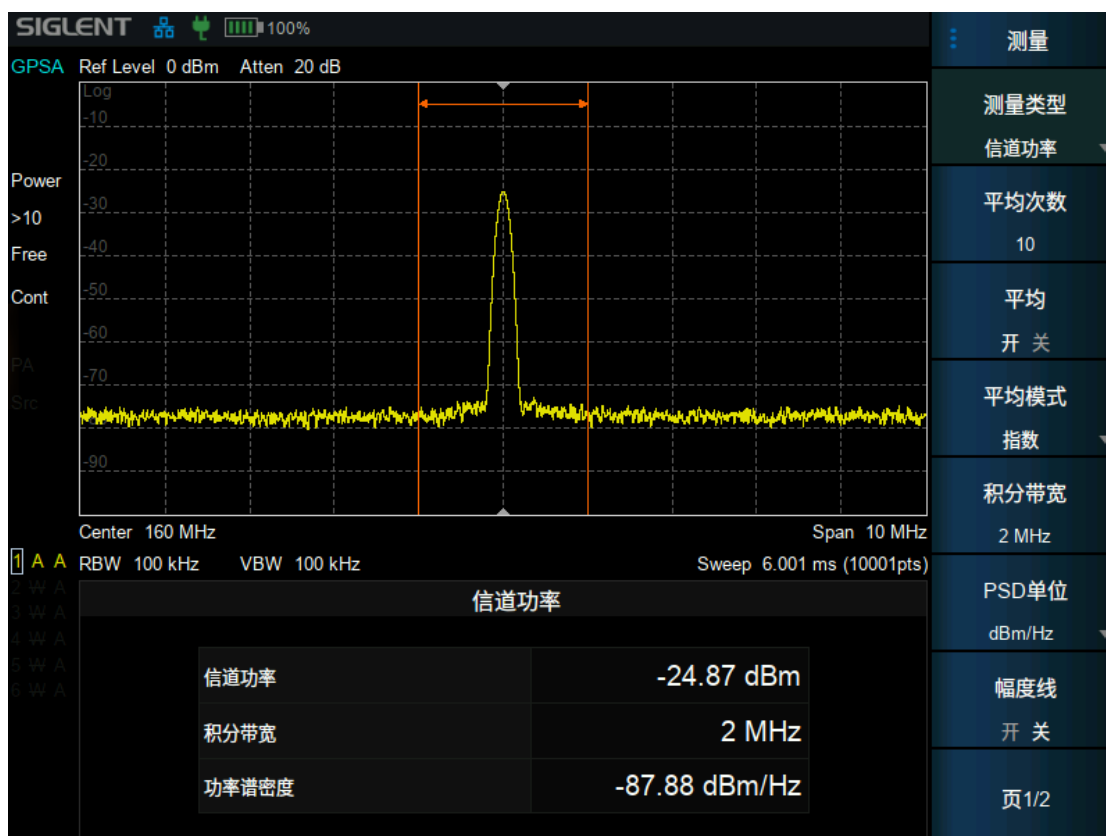 SIGLENT 100%
测量
GPSA Ref Level 0 dBm Atten 20 dB
Log
-10
-20
-30
-40
-50
-60
-70
-90
Power
>10
Free
Cont
PA
Src
Center 160 MHz Span 10 MHz
RBW 100 kHz VBW 100 kHz Sweep 6.001 ms (10001pts)
1 A A
2 W A
3 W A
4 W A
5 W A
6 W A
信道功率
信道功率 -24.87 dBm
积分带宽 2 MHz
功率谱密度 -87.88 dBm/Hz
测量类型
信道功率
平均次数
10
平均
开 关
平均模式
指数
积分带宽
2 MHz
PSD单位
dBm/Hz
幅度线
开 关
页1/2